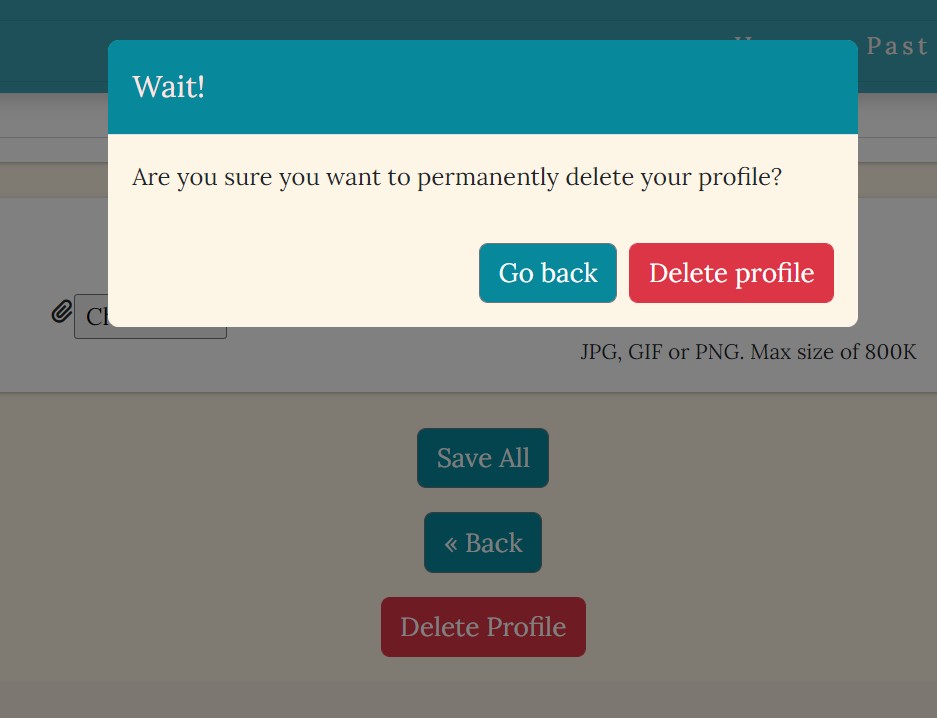 Past
Wait!
Are you sure you want to permanently delete your profile?
Go back
Delete profile
JPG, GIF or PNG. Max size of 800K
Save All
« Back
Delete Profile